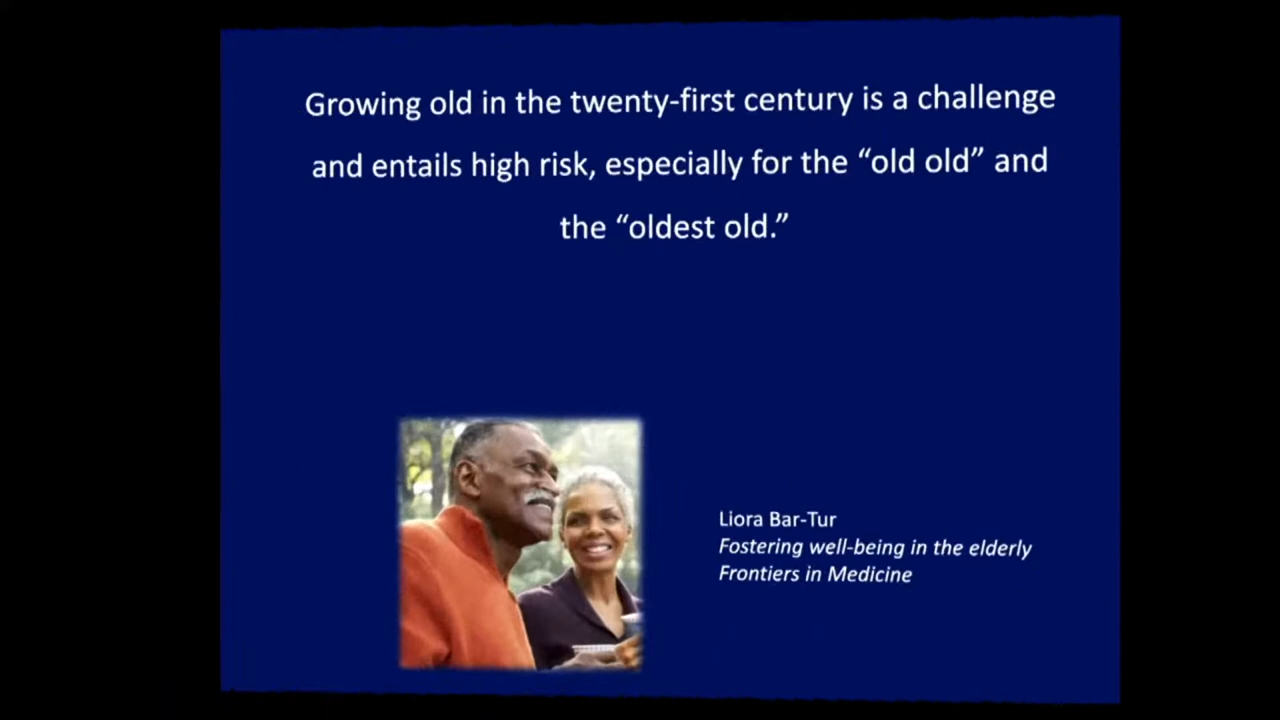 Growing old in the twenty-first century is a challenge
and entails high risk, especially for the “old old” and
the “oldest old.”
Liora Bar-Tur
Fostering well-being in the elderly
Frontiers in Medicine